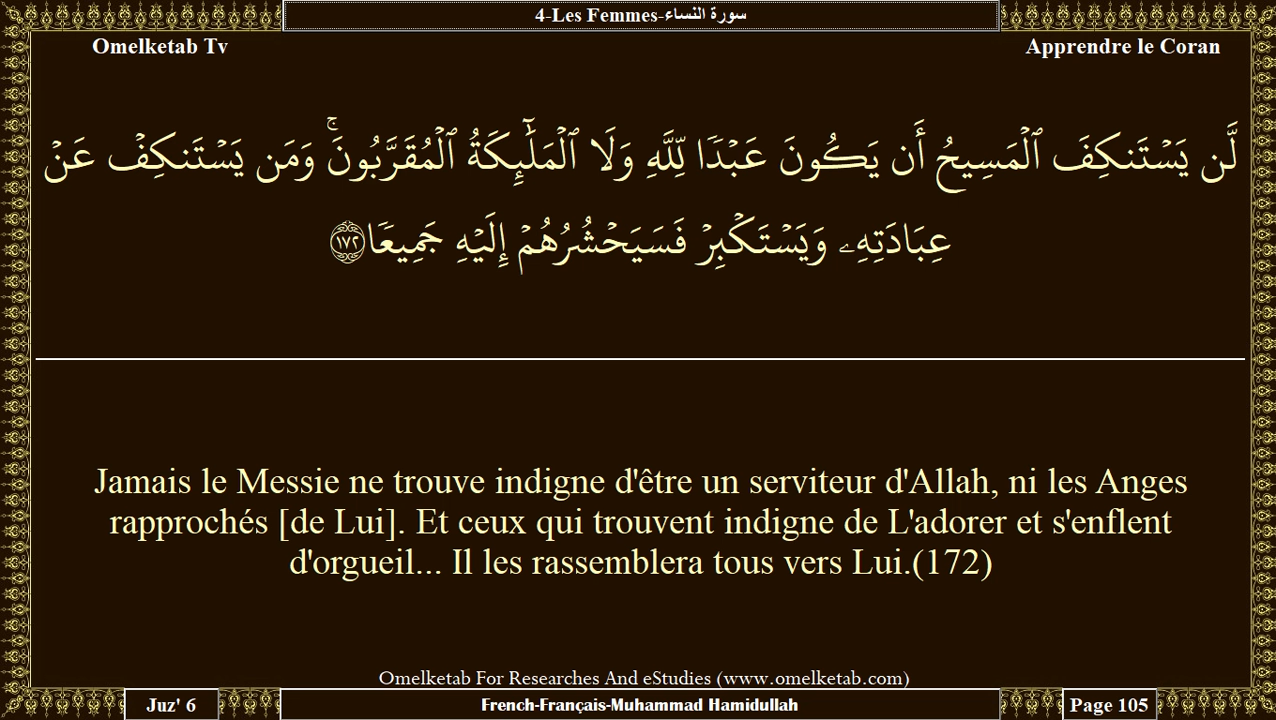 4-Les Femmes-سورة النساء
Omelketab Tv
Apprendre le Coran
لَّن يَسۡتَنكِفَ ٱلۡمَسِيحُ أَن يَكُونَ عَبۡدٗا لِّلَّهِ وَلَا ٱلۡمَلَٰٓئِكَةُ ٱلۡمُقَرَّبُونَۚ وَمَن يَسۡتَنكِفۡ عَنۡ
عِبَادَتِهِۦ وَيَسۡتَكۡبِرۡ فَسَيَحۡشُرُهُمۡ إِلَيۡهِ جَمِيعٗا ١٧٢
Jamais le Messie ne trouve indigne d'être un serviteur d'Allah, ni les Anges
rapprochés [de Lui]. Et ceux qui trouvent indigne de L'adorer et s'enflent
d'orgueil... Il les rassemblera tous vers Lui.(172)
Omelketab For Researches And eStudies (www.omelketab.com)
Juz' 6
French-Français-Muhammad Hamidullah
Page 105